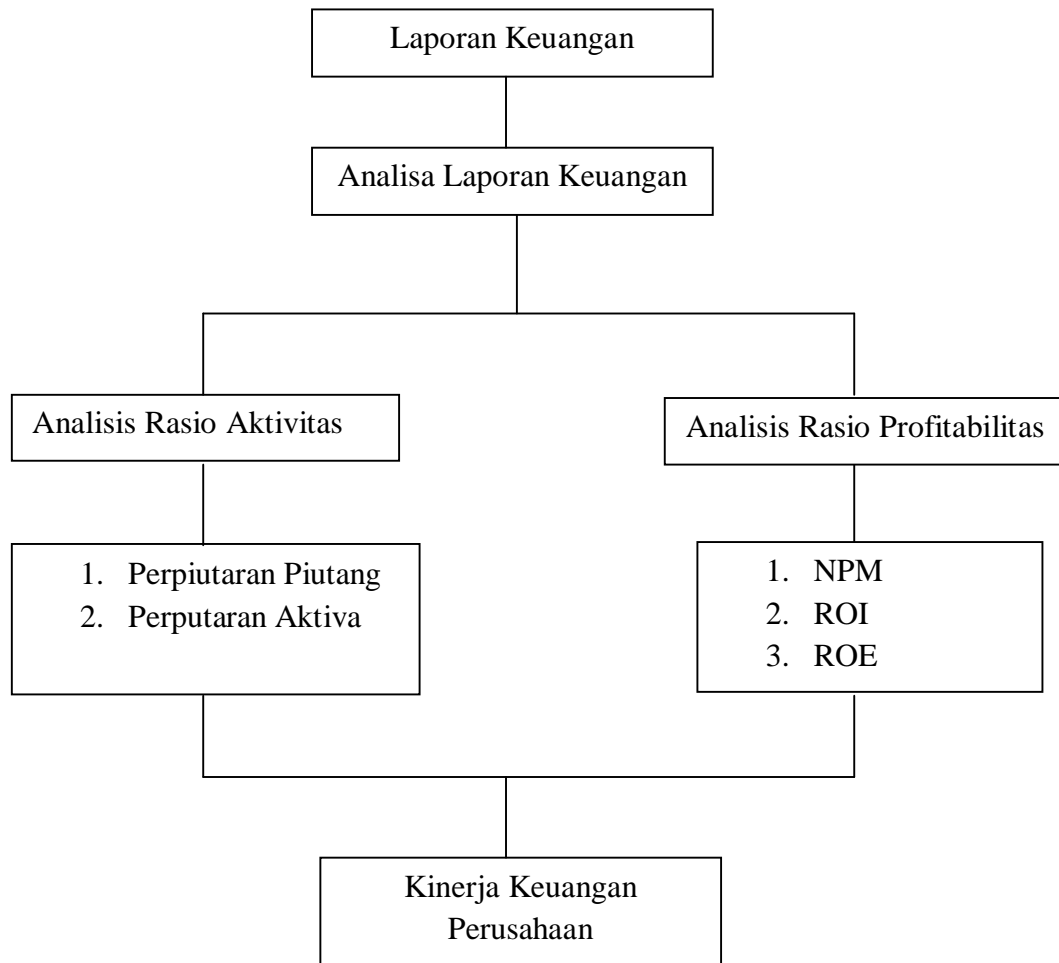 Laporan Keuangan
Analisa Laporan Keuangan
Analisis Rasio Aktivitas
Analisis Rasio Profitabilitas
1. Perpiutaran Piutang
2. Perputaran Aktiva
1. NPM
2. ROI
3. ROE
Kinerja Keuangan
Perusahaan